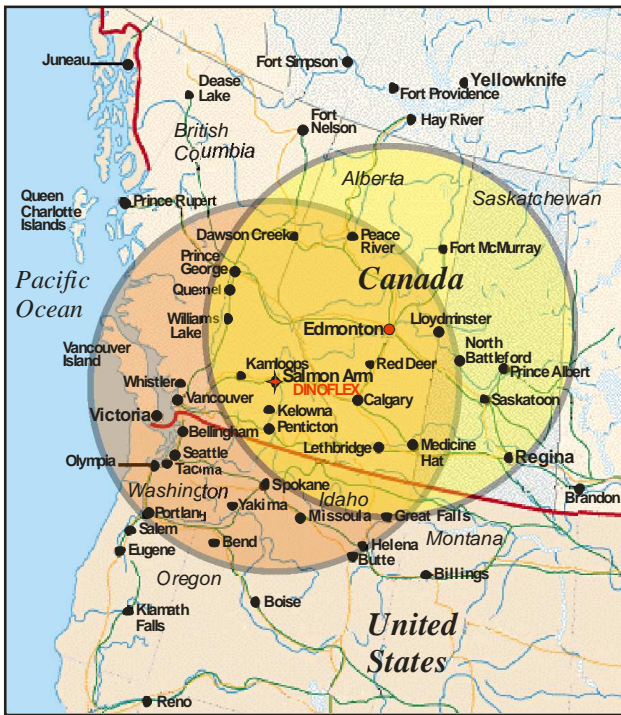 Juneau
Fort Simpson
Yellowknife
Dease
Lake
Fort Providence
Fort
Nelson
Hay River
British
Columbia
Alberta
Saskatchewan
Queen
Charlotte
Islands
Prince Rupert
Dawson Creek
Peace
River
Fort McMurray
Pacific
Ocean
Prince
George
Canada
Quesnel
Williams
Lake
Edmonton
Lloydminster
North
Battleford
Vancouver
Island
Kamloops
Red Deer
Prince Albert
Whistler
Salmon Arm
DINOFLEX
Vancouver
Calgary
Saskatoon
Victoria
Kelowna
Bellingham
Penticton
Lethbridge
Medicine
Hat
Regina
Olympia
Seattle
Tacoma
Washington
Spokane
Idaho
Brandon
Portland
Yakima
Missoula
Great Falls
Salem
Montana
Eugene
Bend
Helena
Butte
Oregon
Billings
Klamath
Falls
Boise
United
States
Reno